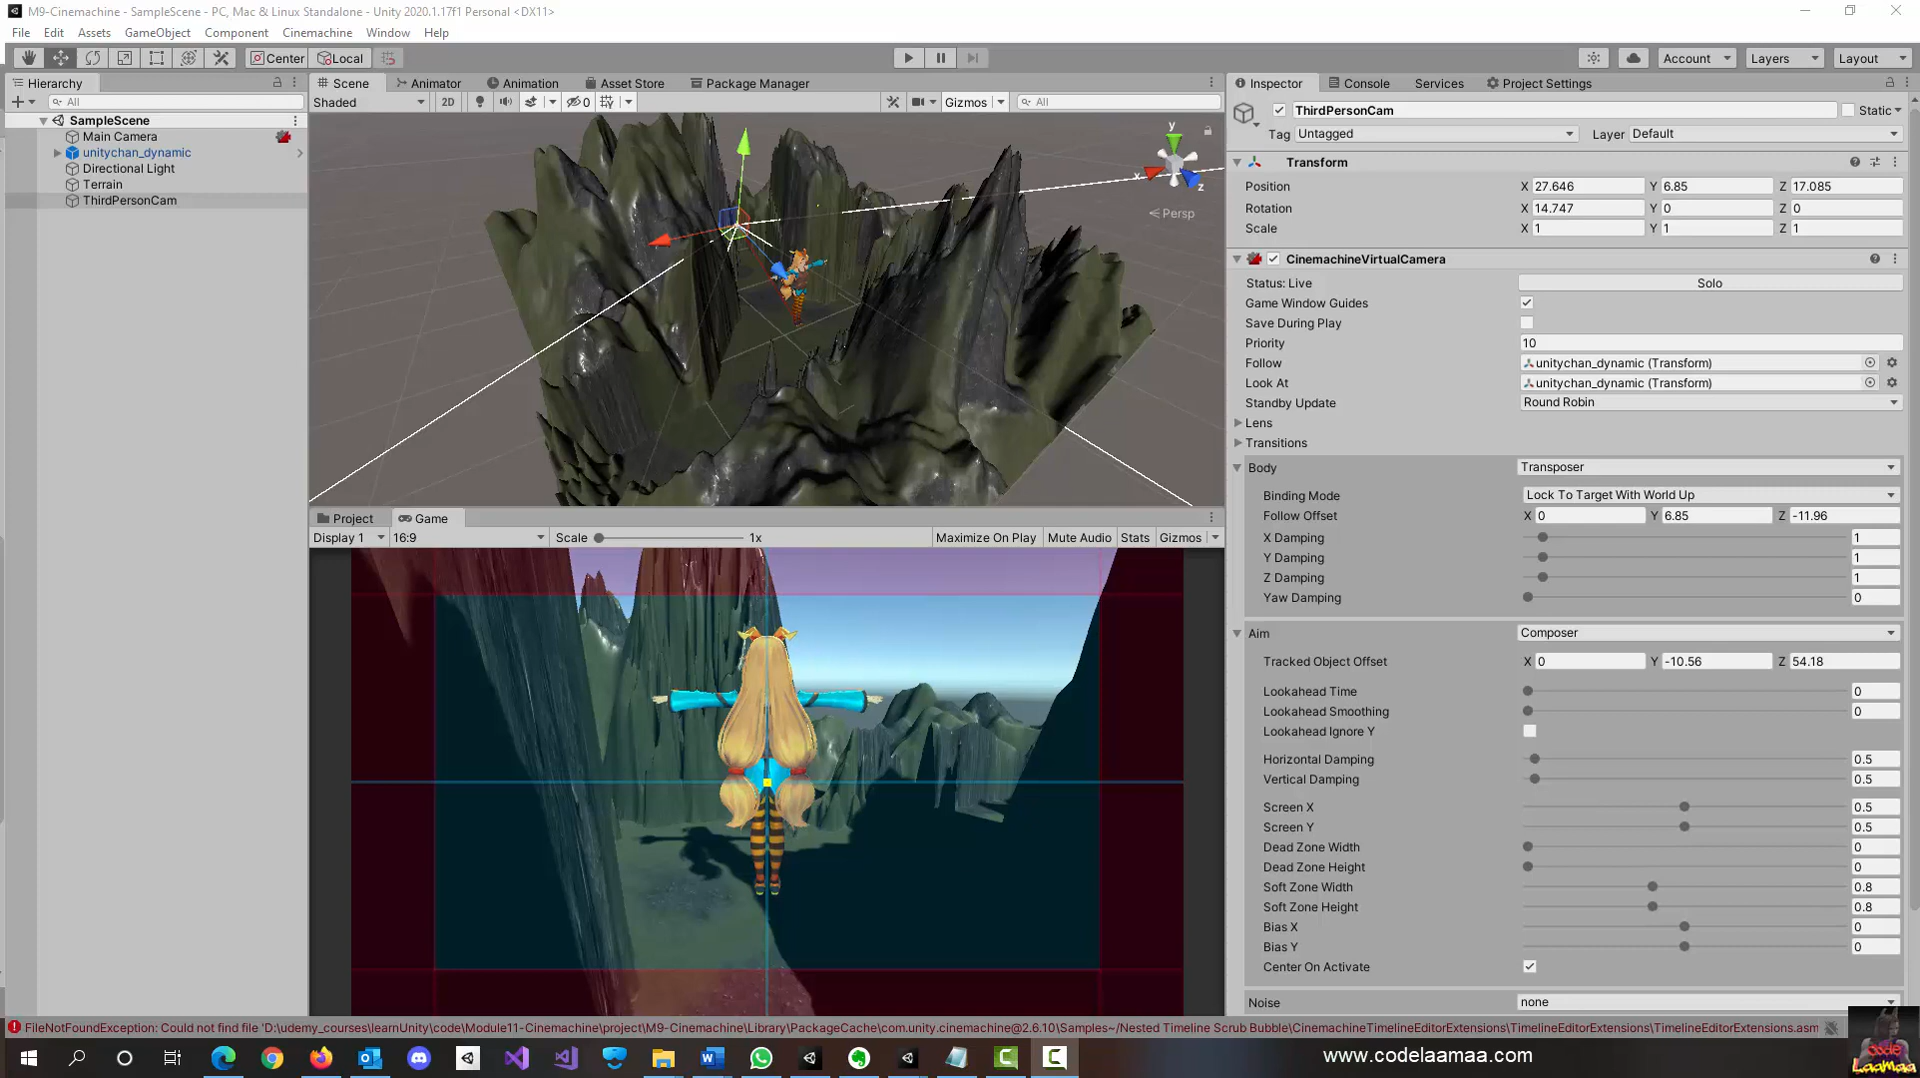 M9-Cinemachine - SampleScene - PC, Mac & Linux Standalone - Unity 2020.1.17f1 Personal <DX11>
File Edit Assets GameObject Component Cinemachine Window Help
Center Local Account Layers Layout
Hierarchy
All
SampleScene
Main Camera
unitychan_dynamic
Directional Light
Terrain
ThirdPersonCam
Scene Animator Animation Asset Store Package Manager
Shaded 2D 0 Gizmos All
y
x
z
Persp
Project Game
Display 1 16:9 Scale 1x Maximize On Play Mute Audio Stats Gizmos
Inspector Console Services Project Settings
ThirdPersonCam Static
Tag Untagged Layer Default
Transform
Position X 27.646 Y 6.85 Z 17.085
Rotation X 14.747 Y 0 Z 0
Scale X 1 Y 1 Z 1
CinemachineVirtualCamera
Status: Live Solo
Game Window Guides
Save During Play
Priority 10
Follow unitychan_dynamic (Transform)
Look At unitychan_dynamic (Transform)
Standby Update Round Robin
Lens
Transitions
Body Transposer
Binding Mode Lock To Target With World Up
Follow Offset X 0 Y 6.85 Z -11.96
X Damping 1
Y Damping 1
Z Damping 1
Yaw Damping 0
Aim Composer
Tracked Object Offset X 0 Y -10.56 Z 54.18
Lookahead Time 0
Lookahead Smoothing 0
Lookahead Ignore Y
Horizontal Damping 0.5
Vertical Damping 0.5
Screen X 0.5
Screen Y 0.5
Dead Zone Width 0
Dead Zone Height 0
Soft Zone Width 0.8
Soft Zone Height 0.8
Bias X 0
Bias Y 0
Center On Activate
Noise none
FileNotFoundException: Could not find file 'D:\udemy_courses\learnUnity\code\Module11-Cinemachine\project\M9-Cinemachine\Library\PackageCache\com.unity.cinemachine@2.6.10\Samples~/Nested Timeline Scrub Bubble\CinemachineTimelineEditorExtensions\TimelineEditorExtensions\TimelineEditorExtensions.asm
www.codelaamaa.com
Code
Laamaa